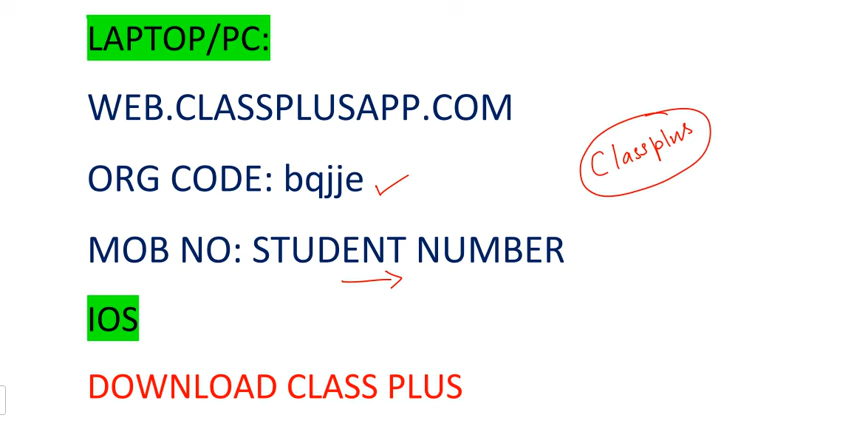 LAPTOP/PC:
WEB.CLASSPLUSAPP.COM
Classplus
ORG CODE: bqjje
MOB NO: STUDENT NUMBER
IOS
DOWNLOAD CLASS PLUS